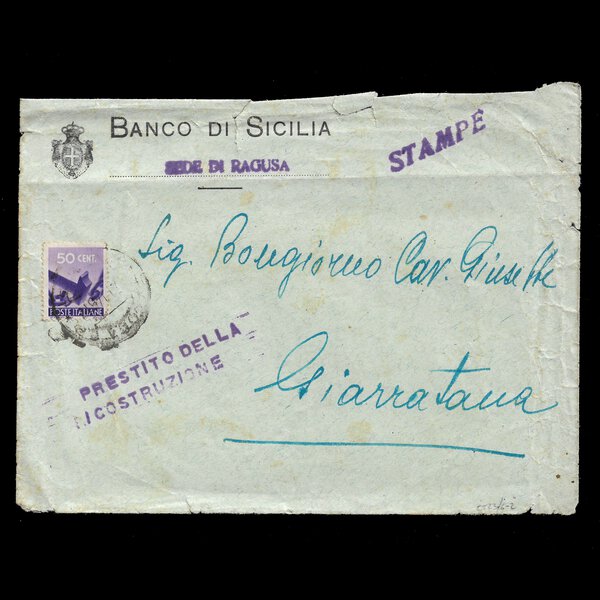 BANCO DI SICILIA
SEDE DI RAGUSA
STAMPE
50 CENT.
POSTE ITALIANE
Sig. Bongiorno Cav. Giuseppe
PRESTITO DELLA
RICOSTRUZIONE
Giarratana